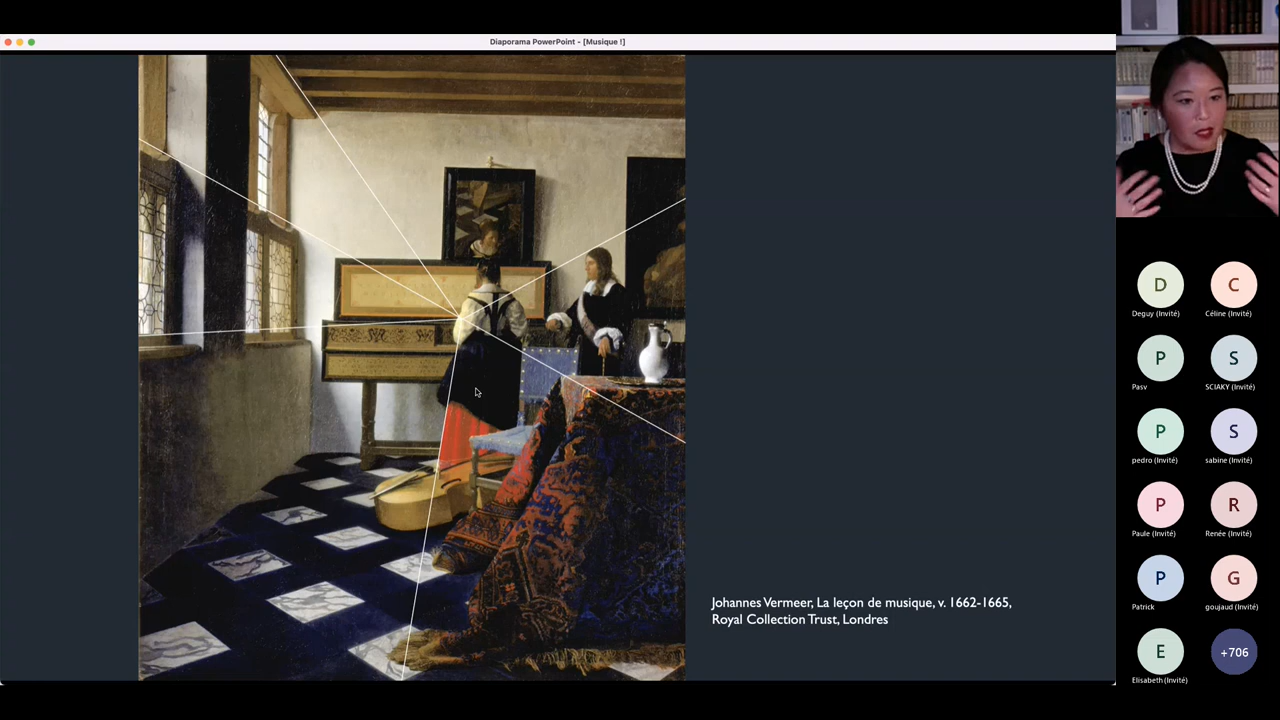 Diaporama PowerPoint - [Musique !]
Johannes Vermeer, La leçon de musique, v. 1662-1665,
Royal Collection Trust, Londres
D
Deguy (Invité)
C
Céline (Invité)
P
Pasv
S
SCIAKY (Invité)
P
pedro (Invité)
S
sabine (Invité)
P
Paule (Invité)
R
Renée (Invité)
P
Patrick
G
goujaud (Invité)
E
Elisabeth (Invité)
+706